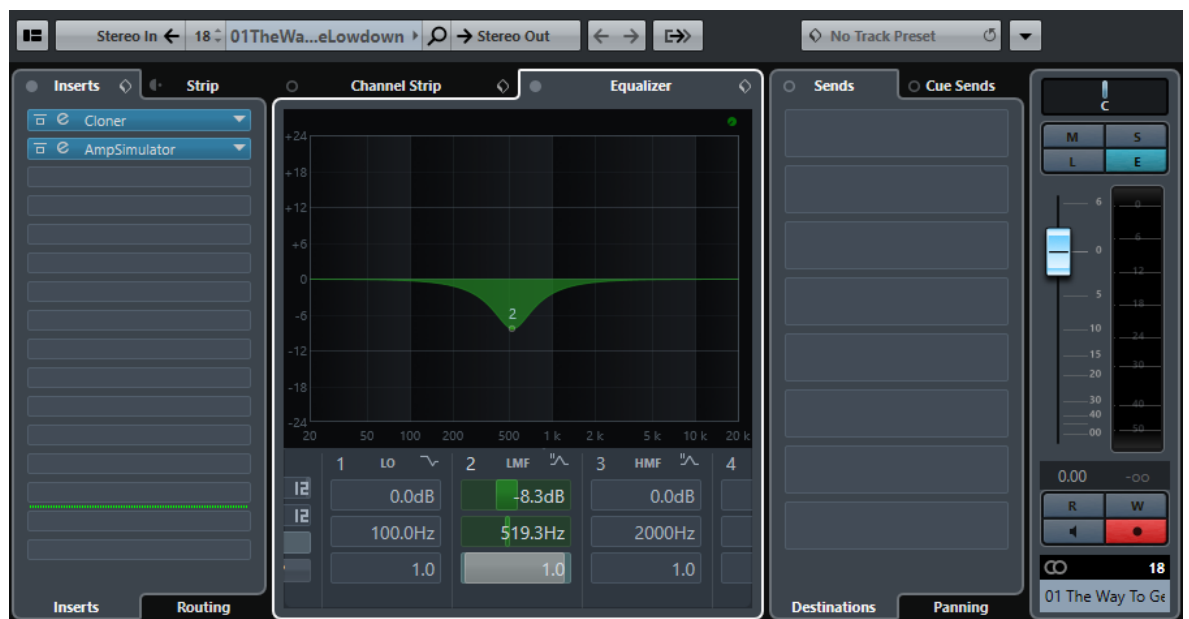 Stereo In 18 01TheWa...eLowdown Stereo Out No Track Preset
Inserts Strip Channel Strip Equalizer Sends Cue Sends
C
M S
L E
e Cloner
e AmpSimulator
+24
+18
+12
+6
0
-6
-12
-18
-24
2
20 50 100 200 500 1 k 2 k 5 k 10 k 20 k
1 LO 2 LMF 3 HMF 4
0.0dB -8.3dB 0.0dB
100.0Hz 519.3Hz 2000Hz
1.0 1.0 1.0
6
0
5
10
15
20
30
40
00
0
-6
-12
-18
-24
-30
-40
-50
0.00 -oo
R W
18
01 The Way To Ge
Inserts Routing Destinations Panning